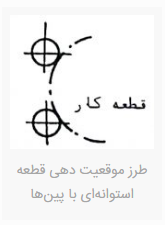 قطعه کار
طرز موقعیت دهی قطعه
استوانه‌ای با پین‌ها